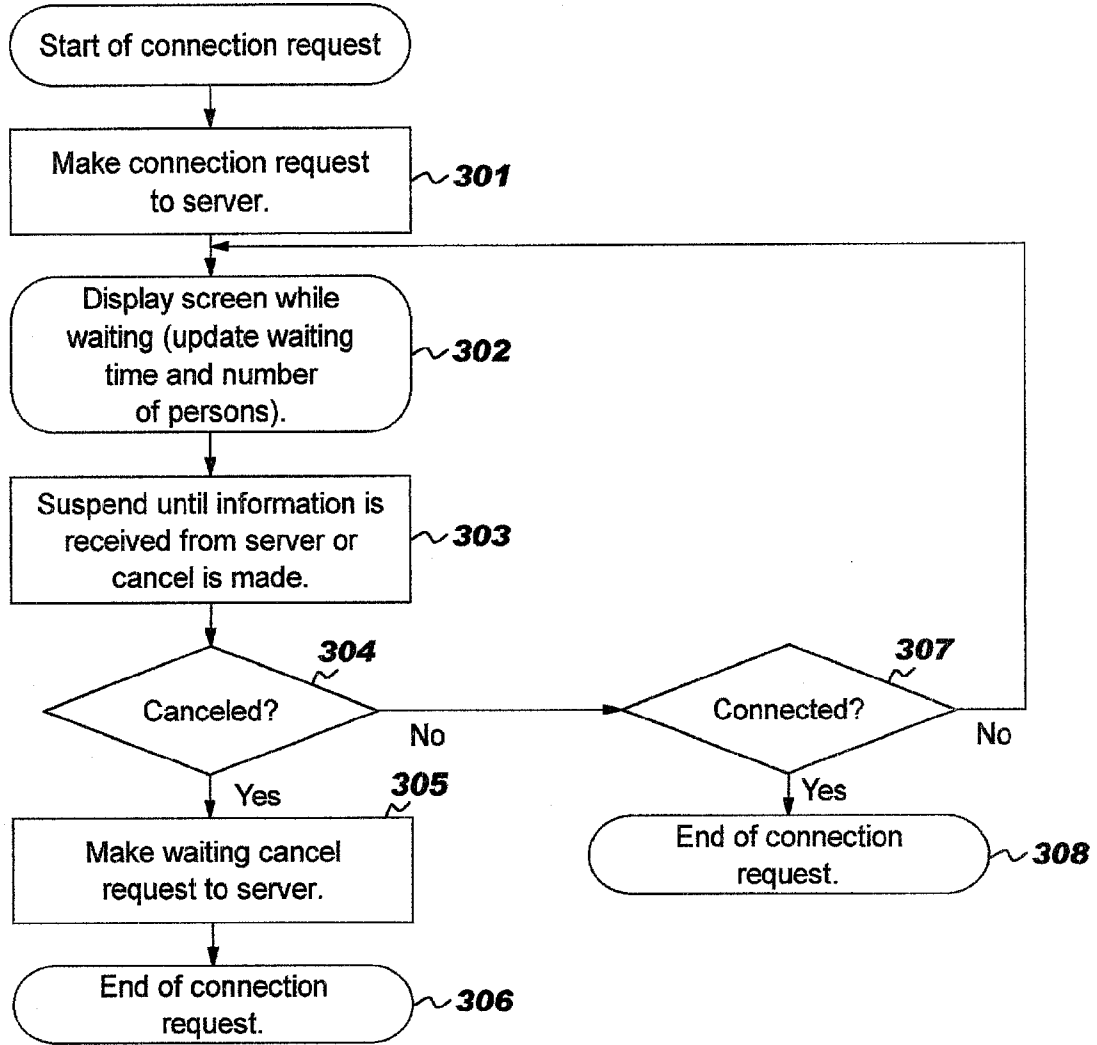 Start of connection request
Make connection request
to server.
301
Display screen while
waiting (update waiting
time and number
of persons).
302
Suspend until information is
received from server or
cancel is made.
303
304
Canceled?
No
Yes
307
Connected?
No
Yes
305
Make waiting cancel
request to server.
End of connection
request.
308
End of connection
request.
306